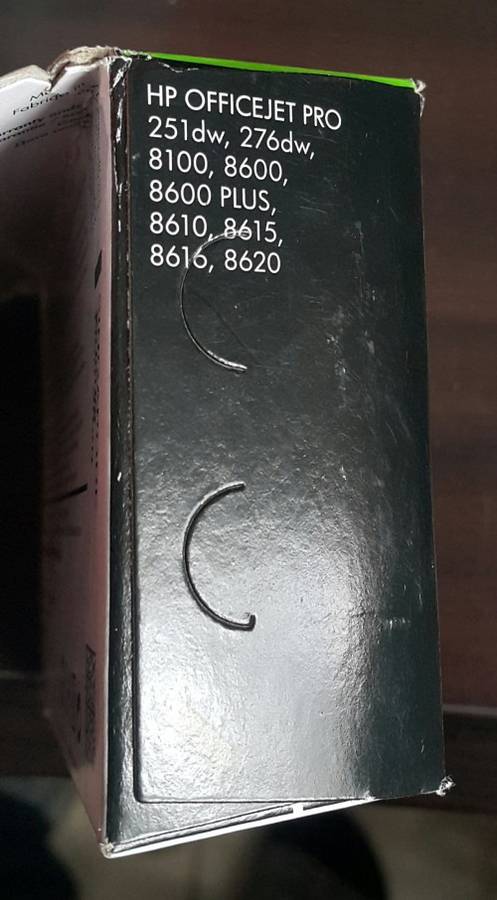 HP OFFICEJET PRO
251dw, 276dw,
8100, 8600,
8600 PLUS,
8610, 8615,
8616, 8620